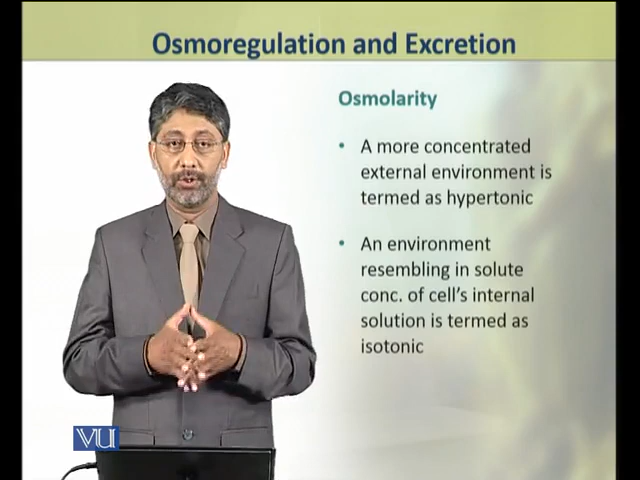 Osmoregulation and Excretion
Osmolarity
• A more concentrated
external environment is
termed as hypertonic
• An environment
resembling in solute
conc. of cell's internal
solution is termed as
isotonic
VU